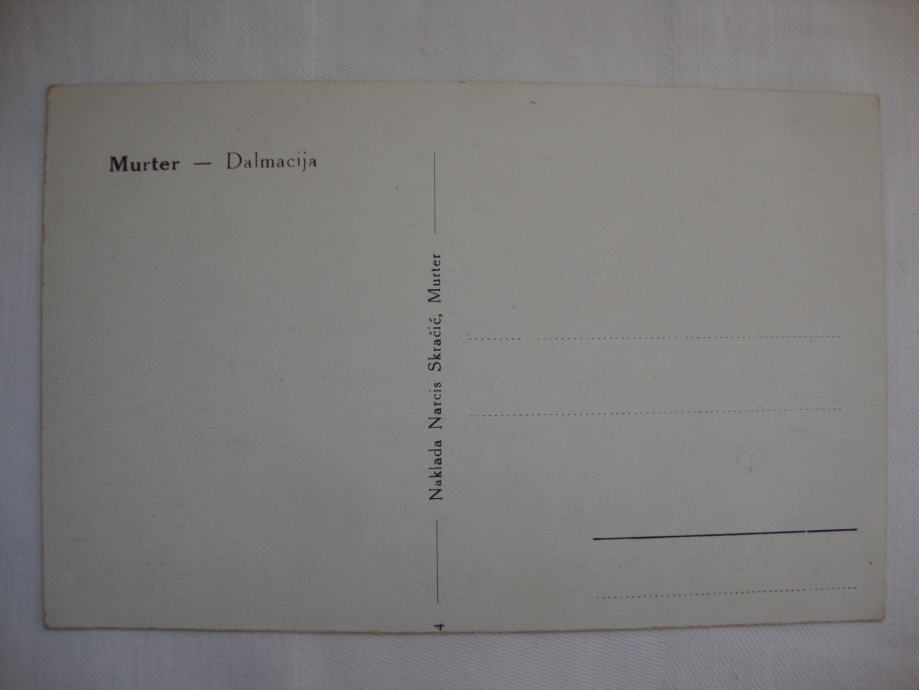 Murter — Dalmacija
Naklada Narcis Skračić, Murter
4